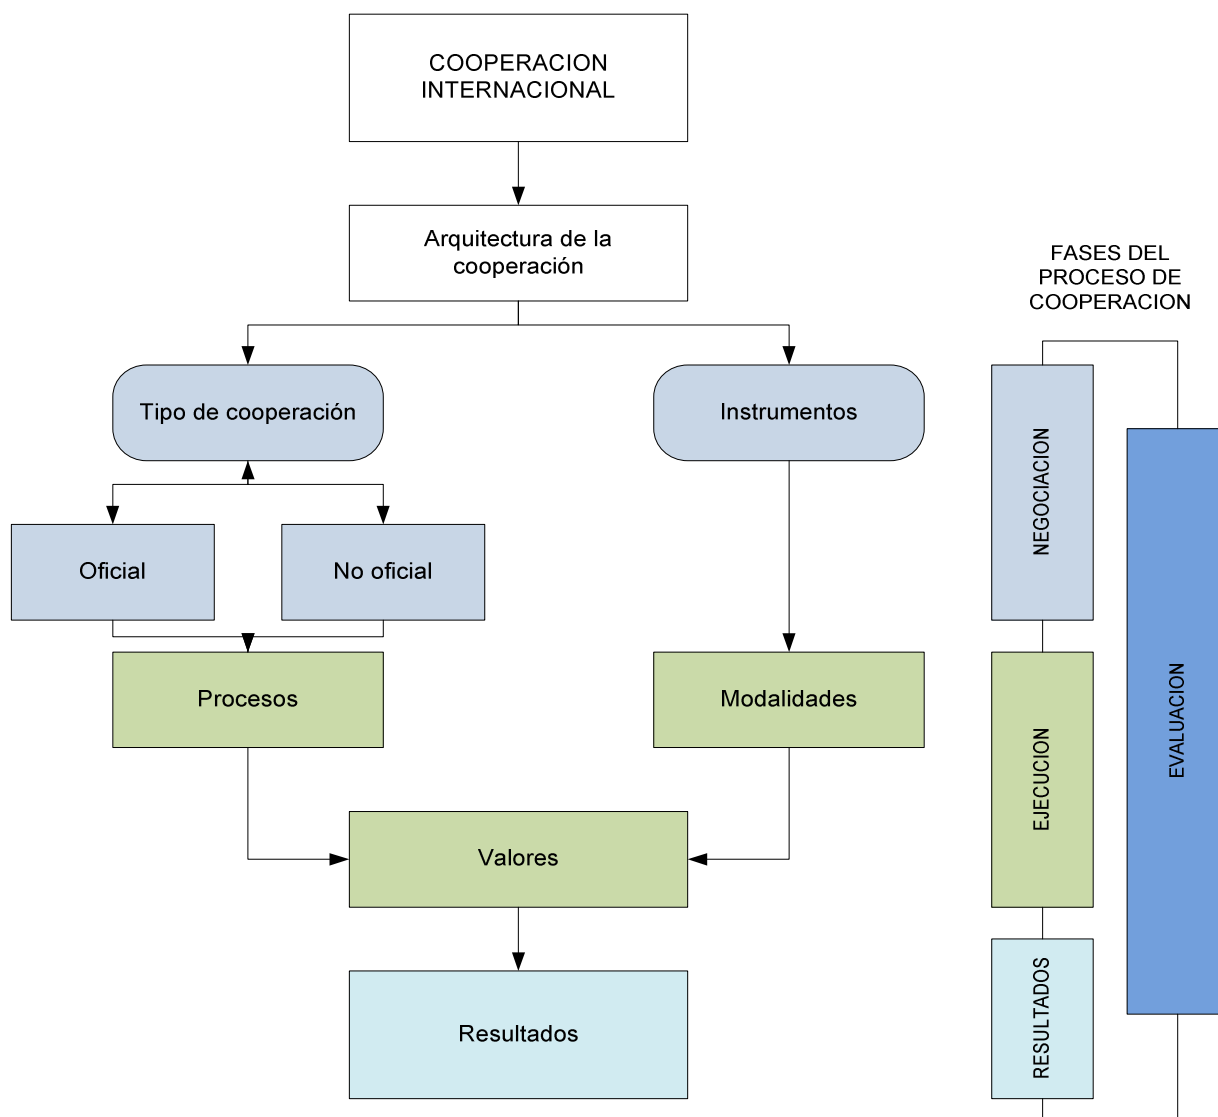 COOPERACION
INTERNACIONAL
Arquitectura de la
cooperación
FASES DEL
PROCESO DE
COOPERACION
Tipo de cooperación
Instrumentos
Oficial
No oficial
Procesos
Modalidades
Valores
Resultados
NEGOCIACION
EJECUCION
RESULTADOS
EVALUACION